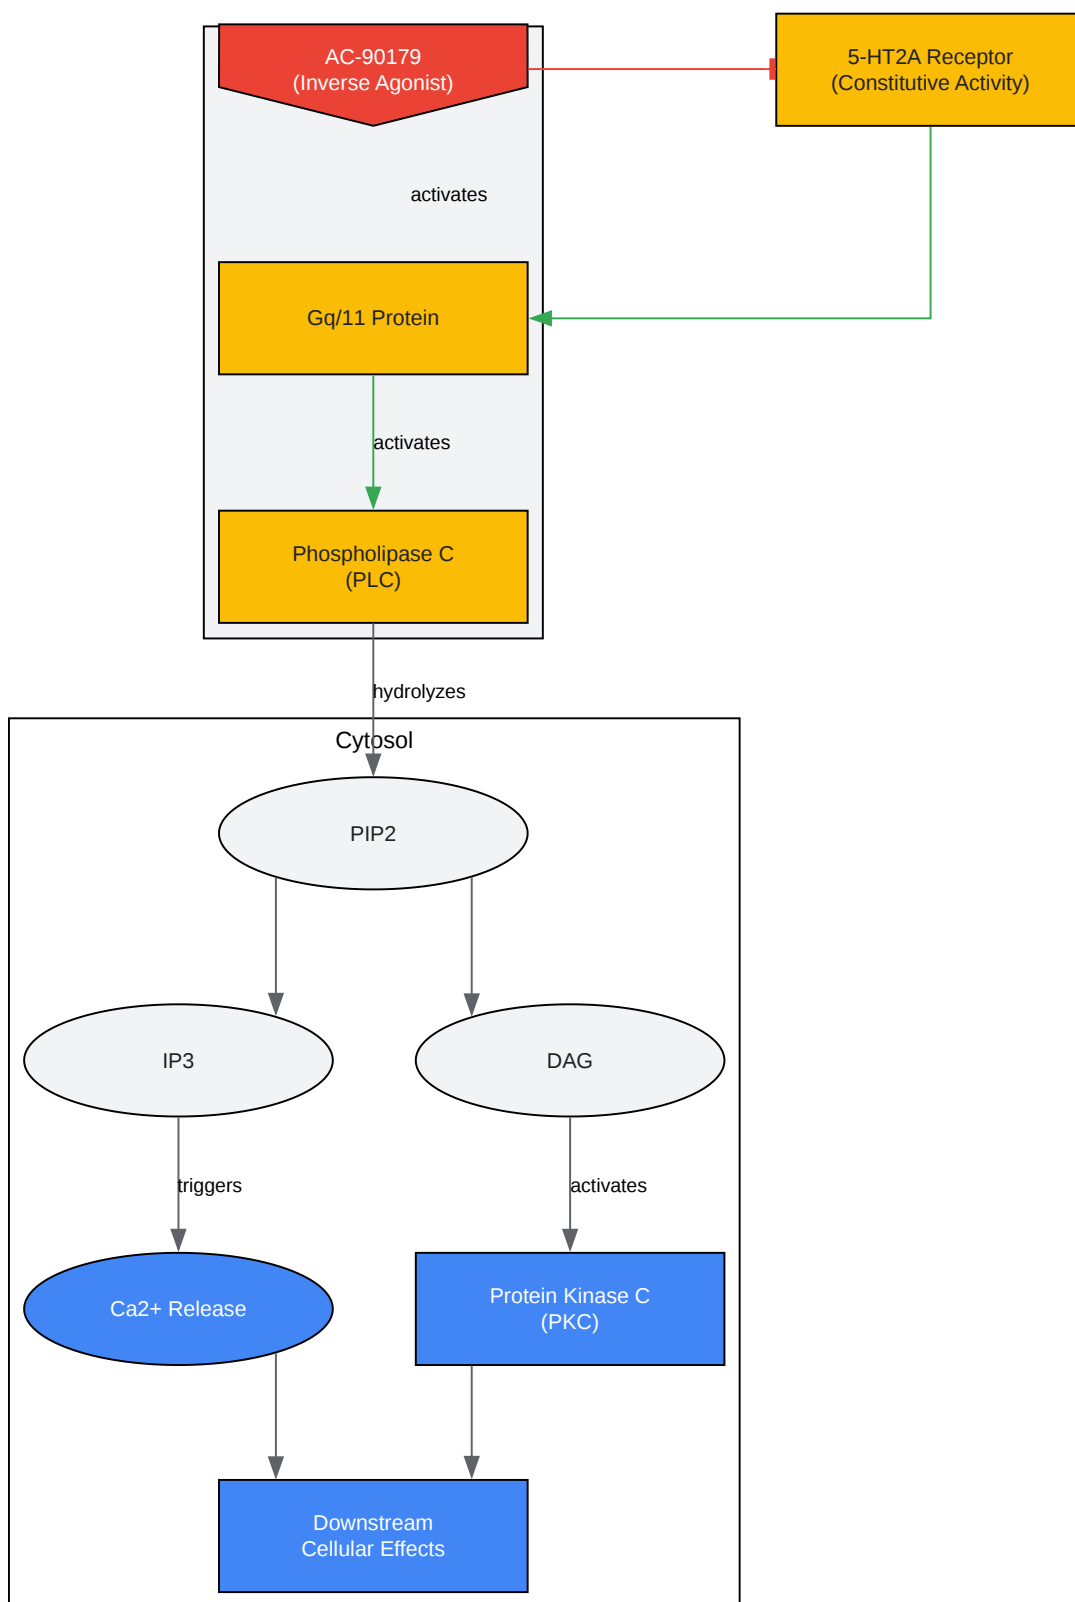 AC-90179
(Inverse Agonist)
5-HT2A Receptor
(Constitutive Activity)
activates
Gq/11 Protein
activates
Phospholipase C
(PLC)
hydrolyzes
Cytosol
PIP2
IP3
DAG
triggers
activates
Ca2+ Release
Protein Kinase C
(PKC)
Downstream
Cellular Effects